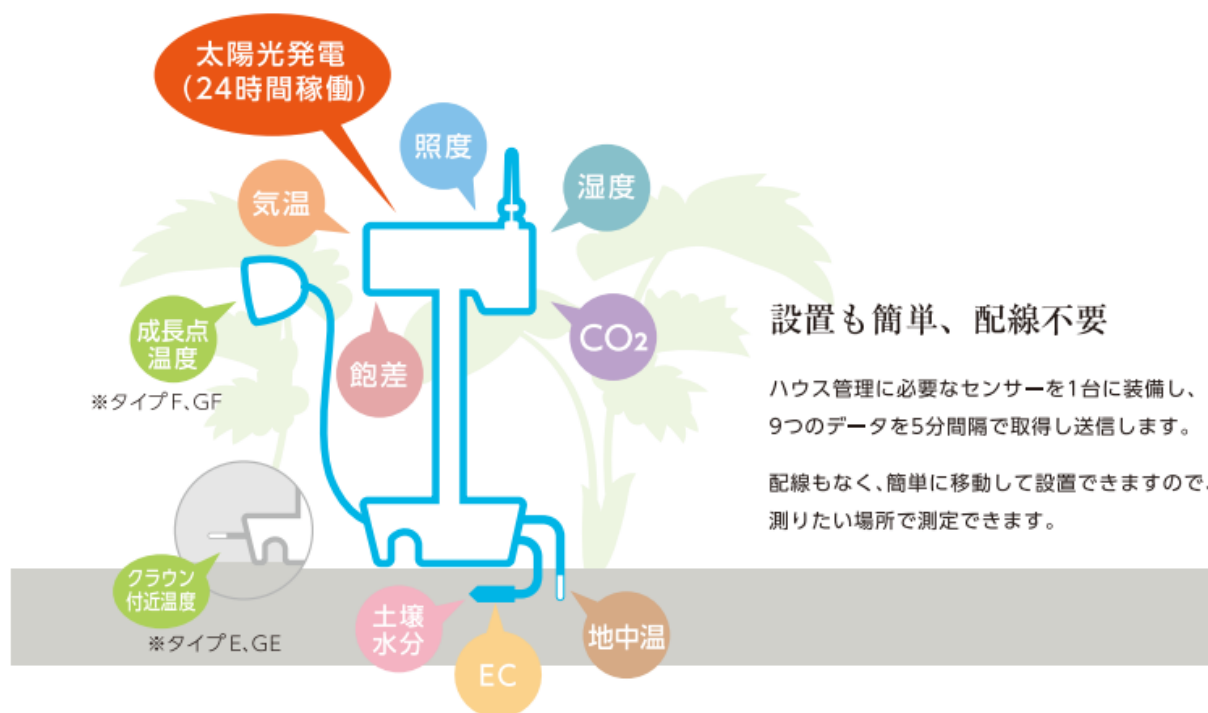 太陽光発電
（24時間稼働）
照度
湿度
気温
成長点
温度
※タイプF、GF
飽差
CO₂
設置も簡単、配線不要
ハウス管理に必要なセンサーを1台に装備し、
9つのデータを5分間隔で取得し送信します。
配線もなく、簡単に移動して設置できますので、
測りたい場所で測定できます。
クラウン
付近温度
※タイプE、GE
土壌
水分
EC
地中温